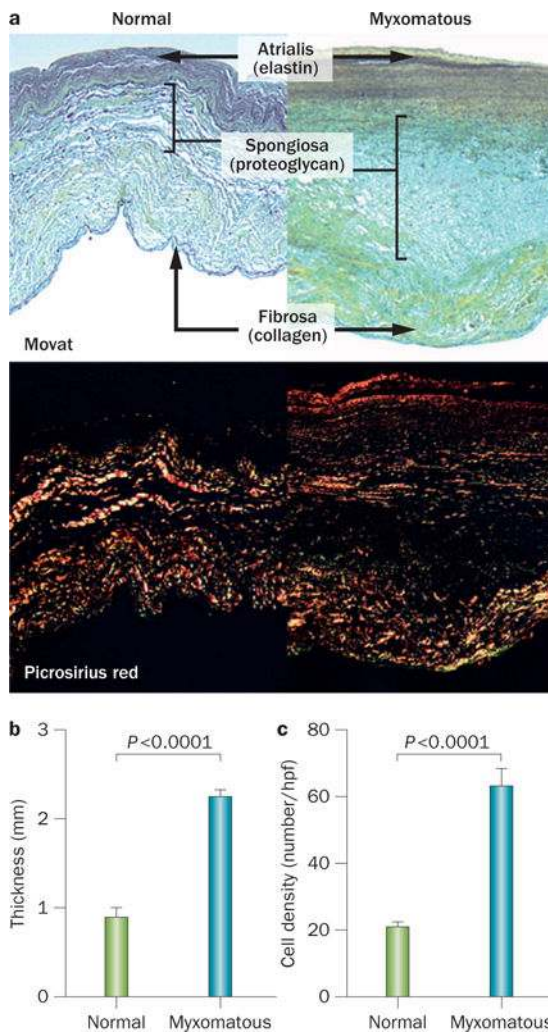 a
Normal
Myxomatous
Atrialis
(elastin)
Spongiosa
(proteoglycan)
Fibrosa
(collagen)
Movat
Picrosirius red
b
P<0.0001
Thickness (mm)
3
2
1
0
Normal
Myxomatous
c
P<0.0001
Cell density (number/hpf)
80
60
40
20
0
Normal
Myxomatous